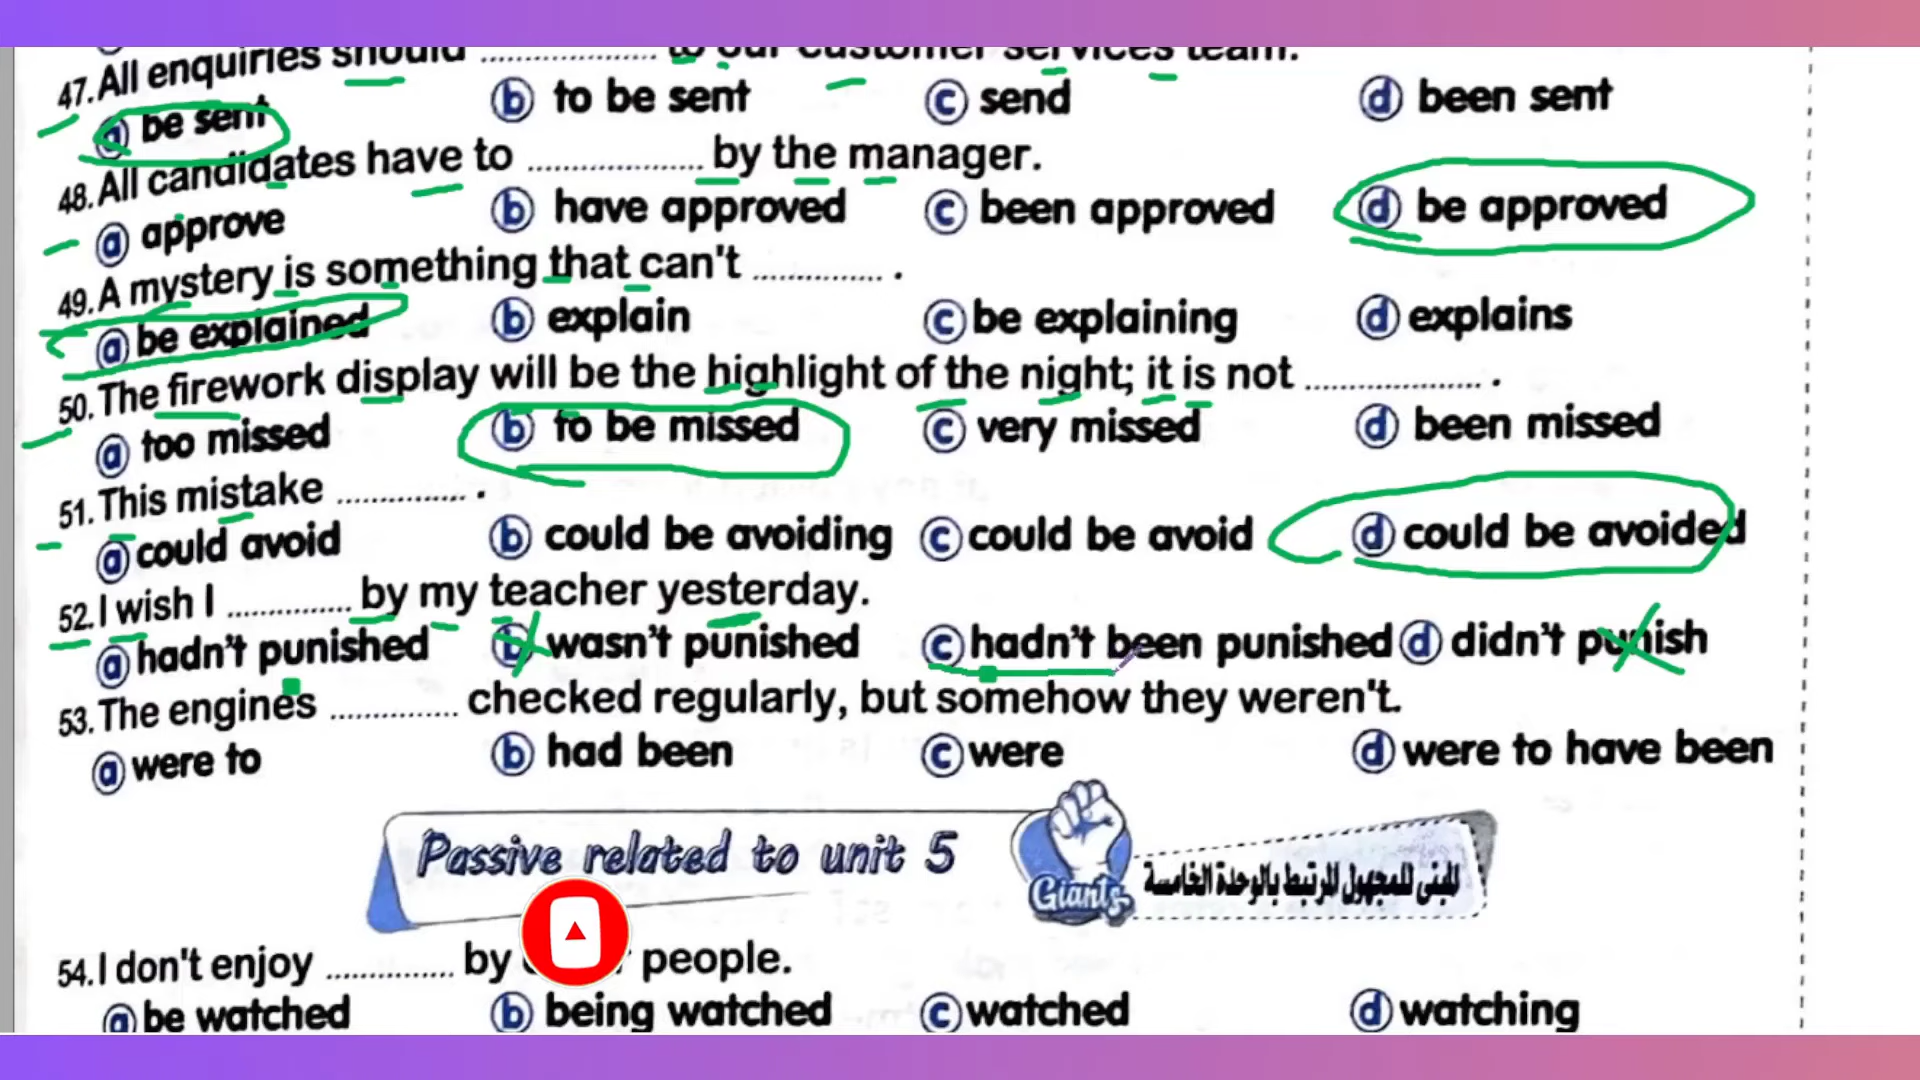 47. All enquiries should .................. to our customer services team.
a be sent b to be sent c send d been sent
48. All candidates have to .................. by the manager.
a approve b have approved c been approved d be approved
49. A mystery is something that can't .............. .
a be explained b explain c be explaining d explains
50. The firework display will be the highlight of the night; it is not .................. .
a too missed b to be missed c very missed d been missed
51. This mistake .............. .
a could avoid b could be avoiding c could be avoid d could be avoided
52. I wish I .............. by my teacher yesterday.
a hadn't punished b wasn't punished c hadn't been punished d didn't punish
53. The engines .............. checked regularly, but somehow they weren't.
a were to b had been c were d were to have been
Passive related to unit 5
Giants
المبنى للمجهول المرتبط بالوحدة الخامسة
54. I don't enjoy .............. by people.
a be watched b being watched c watched d watching